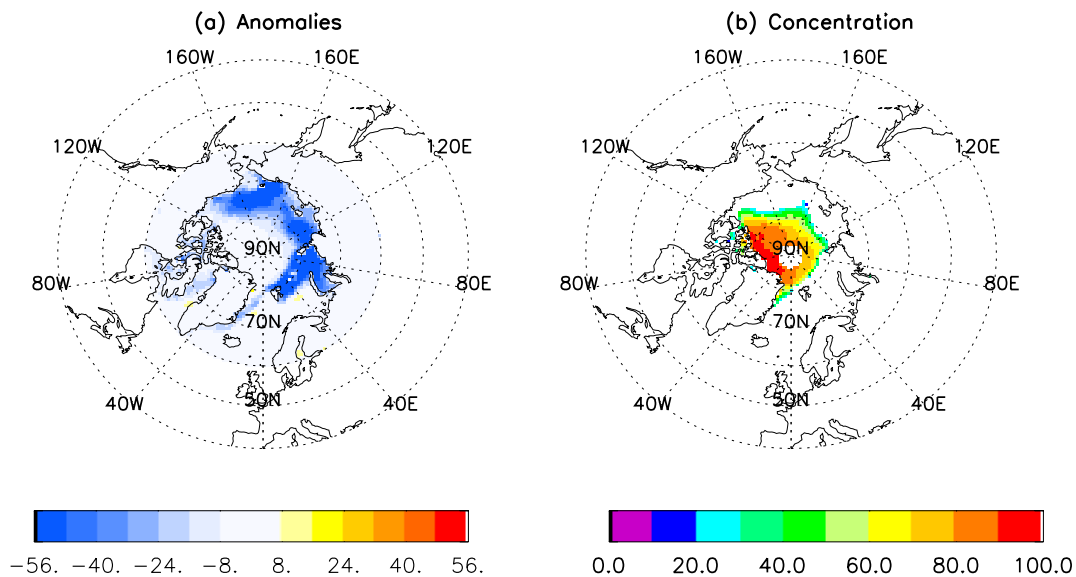 (a) Anomalies
(b) Concentration
160W 160E
160W 160E
120W 120E
120W 120E
90N
90N
80W 80E
80W 80E
70N
70N
50N
50N
40W 40E
40W 40E
−56. −40. −24. −8. 8. 24. 40. 56.
0.0 20.0 40.0 60.0 80.0 100.0